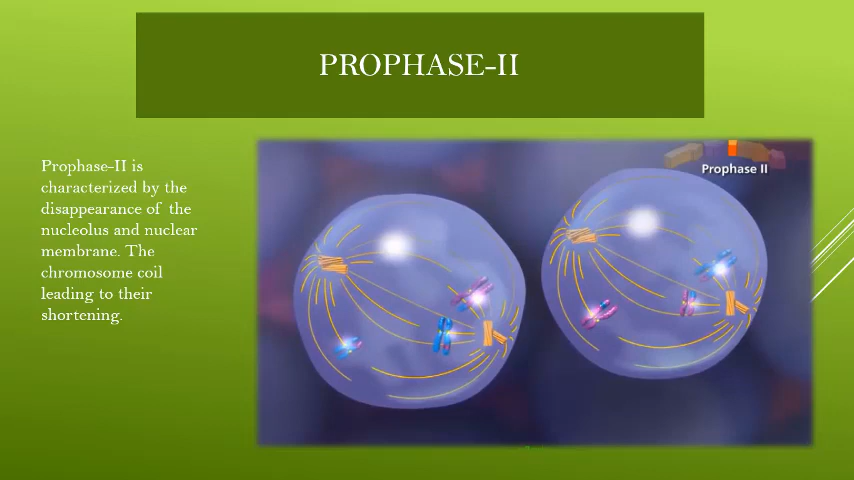 PROPHASE-II
Prophase-II is
characterized by the
disappearance of the
nucleolus and nuclear
membrane. The
chromosome coil
leading to their
shortening.
Prophase II